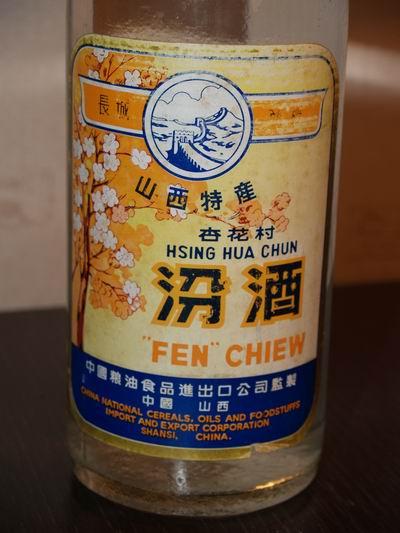 長城
山西特産
杏花村
HSING HUA CHUN
汾酒
"FEN" CHIEW
中國粮油食品進出口公司監製
中國 山西
CHINA NATIONAL CEREALS, OILS AND FOODSTUFFS
IMPORT AND EXPORT CORPORATION
SHANSI, CHINA.